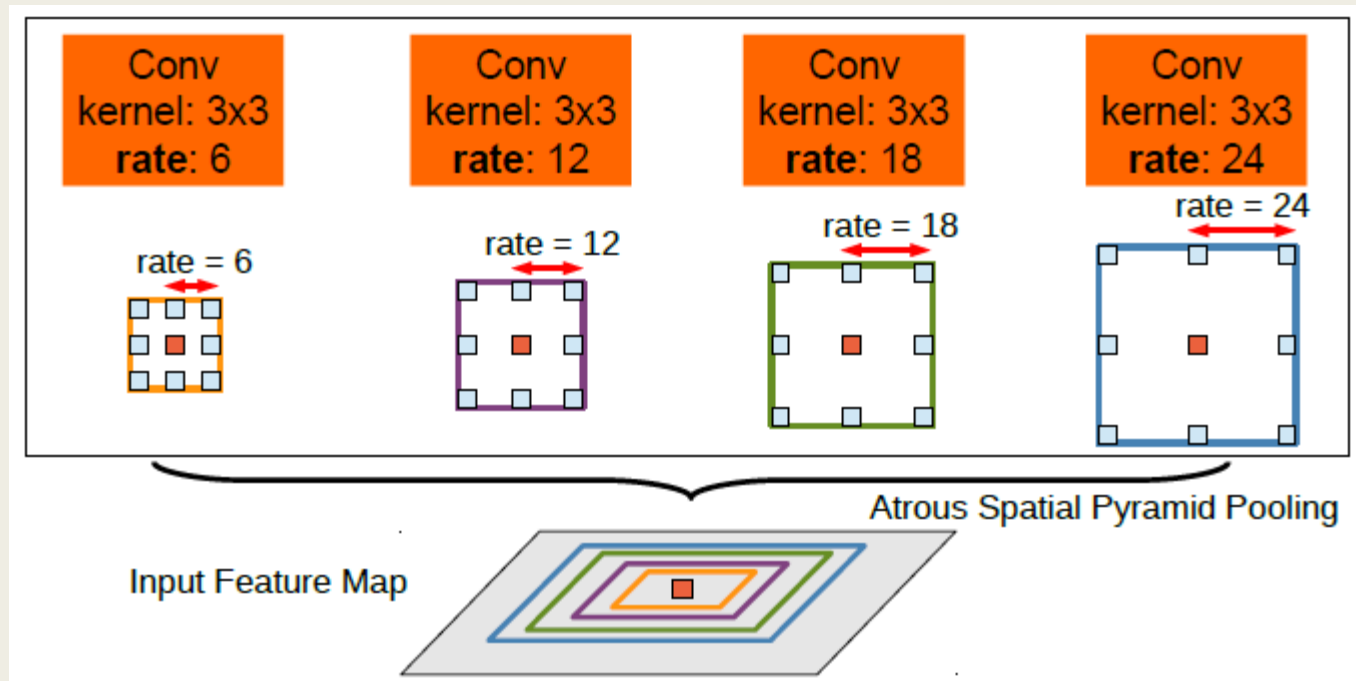 Conv
kernel: 3x3
rate: 6
Conv
kernel: 3x3
rate: 12
Conv
kernel: 3x3
rate: 18
Conv
kernel: 3x3
rate: 24
rate = 6
rate = 12
rate = 18
rate = 24
Atrous Spatial Pyramid Pooling
Input Feature Map